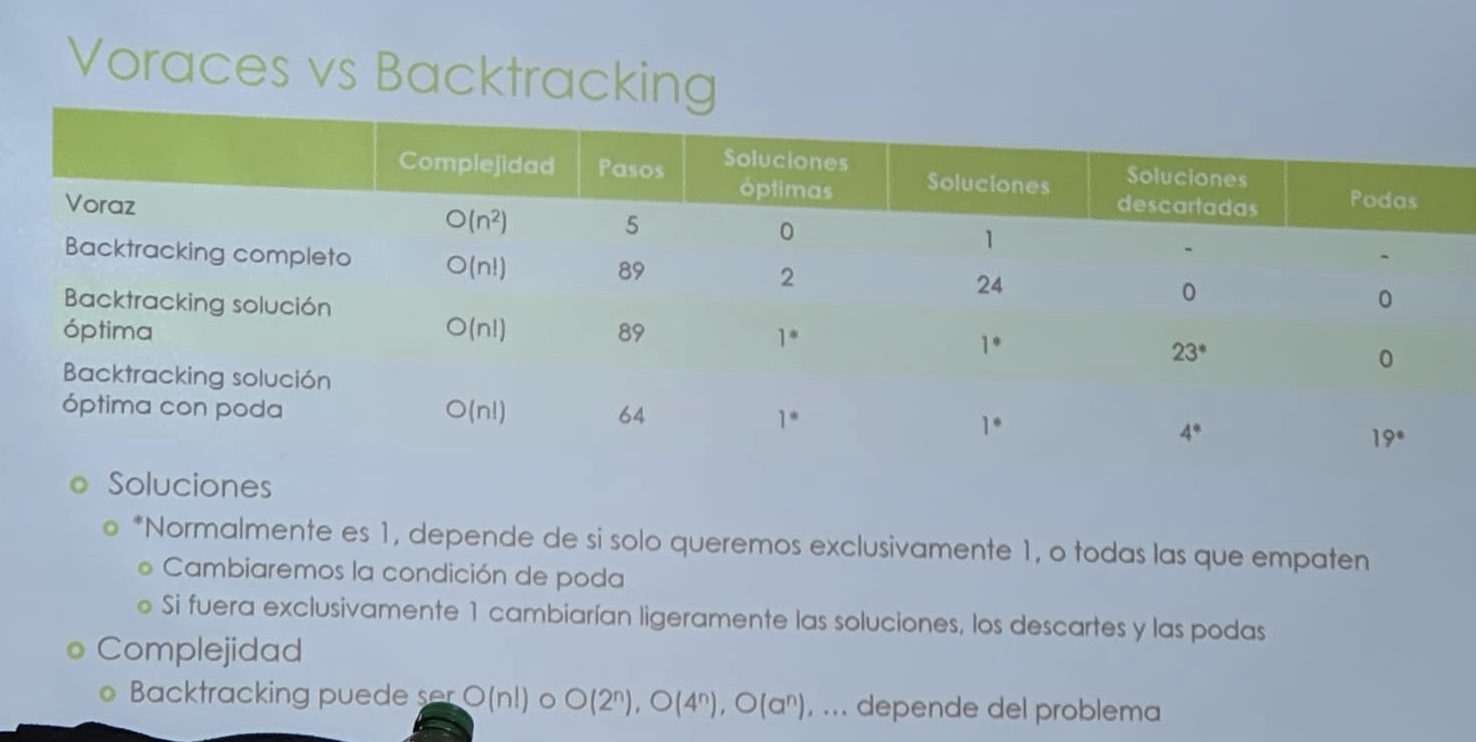 Voraces vs Backtracking
Complejidad Pasos Soluciones óptimas Soluciones Soluciones descartadas Podas
Voraz O(n²) 5 0 1 - -
Backtracking completo O(n!) 89 2 24 0 0
Backtracking solución óptima O(n!) 89 1* 1* 23* 0
Backtracking solución óptima con poda O(n!) 64 1* 1* 4* 19*
Soluciones
*Normalmente es 1, depende de si solo queremos exclusivamente 1, o todas las que empaten
Cambiaremos la condición de poda
Si fuera exclusivamente 1 cambiarían ligeramente las soluciones, los descartes y las podas
Complejidad
Backtracking puede ser O(n!) o O(2ⁿ), O(4ⁿ), O(aⁿ), ... depende del problema